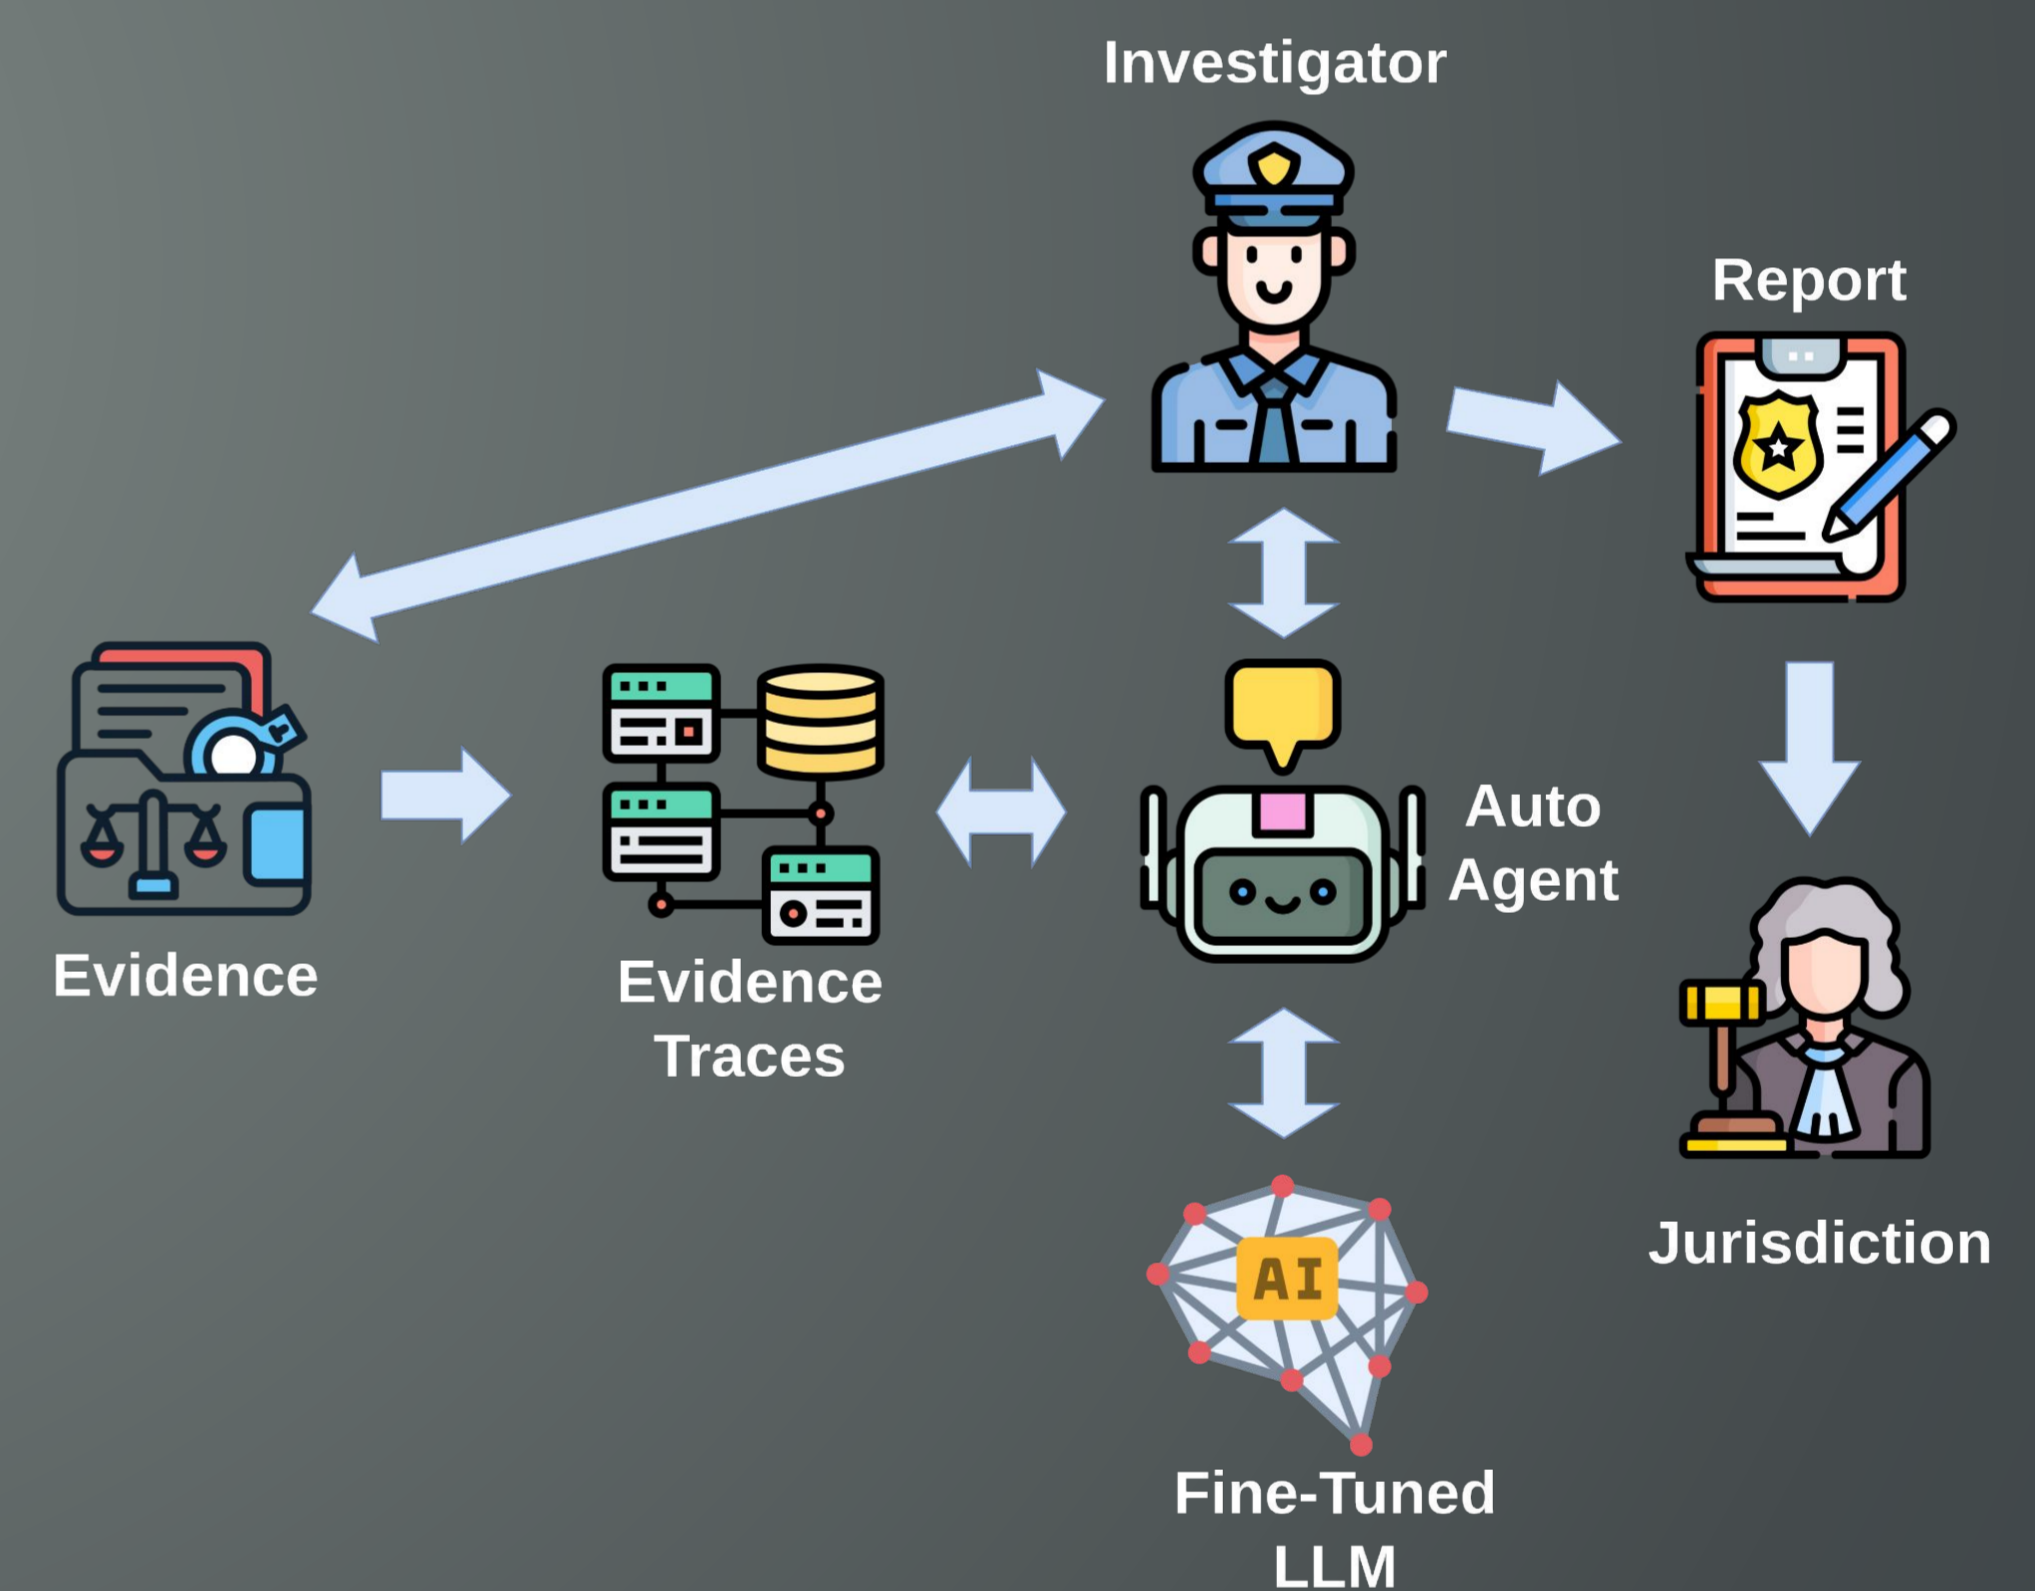 Investigator
Report
Auto
Agent
Evidence
Evidence
Traces
Jurisdiction
AI
Fine-Tuned
LLM